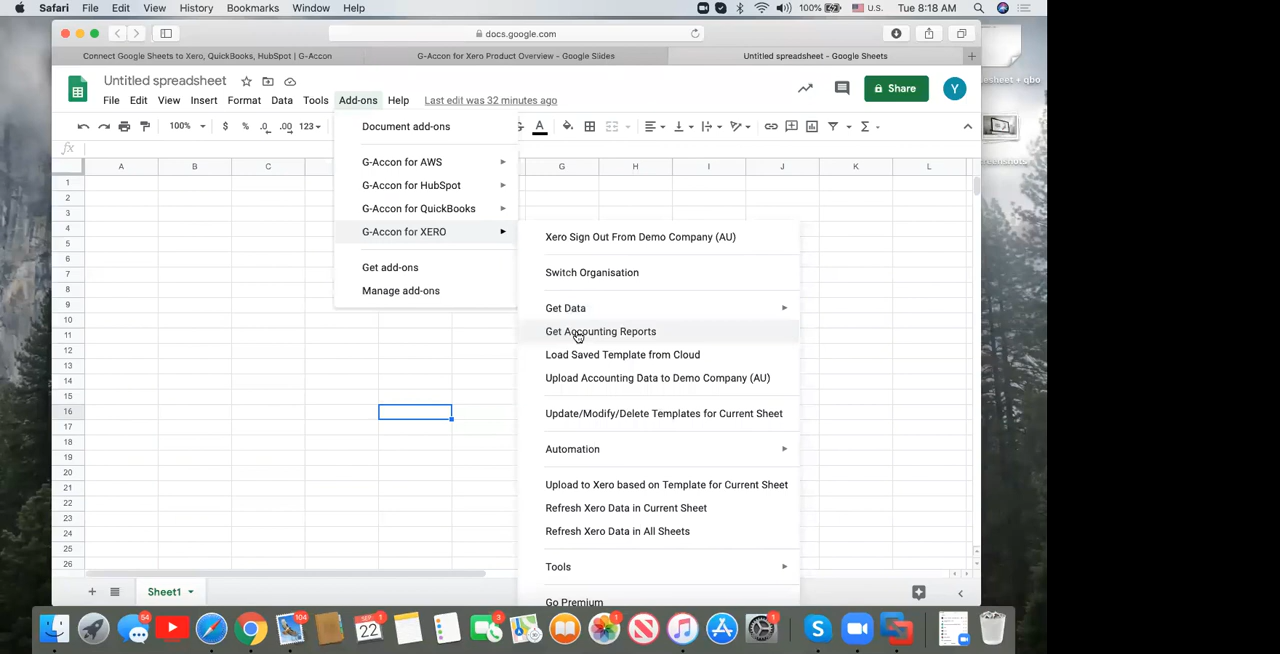 Safari File Edit View History Bookmarks Window Help 100% U.S. Tue 8:18 AM
docs.google.com
Connect Google Sheets to Xero, QuickBooks, HubSpot | G-Accon G-Accon for Xero Product Overview - Google Slides Untitled spreadsheet - Google Sheets
Untitled spreadsheet
File Edit View Insert Format Data Tools Add-ons Help Last edit was 32 minutes ago Share Y
100% $ % .0 .00 123 A
fx
A B C G H I J K L
1
2
3
4
5
6
7
8
9
10
11
12
13
14
15
16
17
18
19
20
21
22
23
24
25
26
Document add-ons
G-Accon for AWS
G-Accon for HubSpot
G-Accon for QuickBooks
G-Accon for XERO
Get add-ons
Manage add-ons
Xero Sign Out From Demo Company (AU)
Switch Organisation
Get Data
Get Accounting Reports
Load Saved Template from Cloud
Upload Accounting Data to Demo Company (AU)
Update/Modify/Delete Templates for Current Sheet
Automation
Upload to Xero based on Template for Current Sheet
Refresh Xero Data in Current Sheet
Refresh Xero Data in All Sheets
Tools
Go Premium
Sheet1
54 104 SEP 22 1 3 1 1